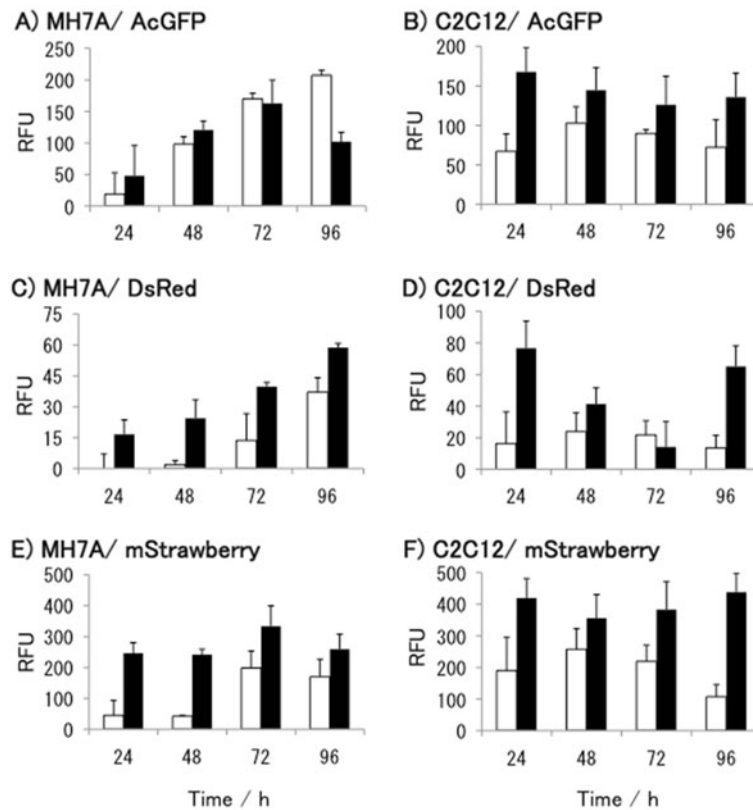 A) MH7A/ AcGFP
RFU
250
200
150
100
50
0
24 48 72 96
B) C2C12/ AcGFP
RFU
200
150
100
50
0
24 48 72 96
C) MH7A/ DsRed
RFU
75
60
45
30
15
0
24 48 72 96
D) C2C12/ DsRed
RFU
100
80
60
40
20
0
24 48 72 96
E) MH7A/ mStrawberry
RFU
500
400
300
200
100
0
24 48 72 96
Time / h
F) C2C12/ mStrawberry
RFU
500
400
300
200
100
0
24 48 72 96
Time / h